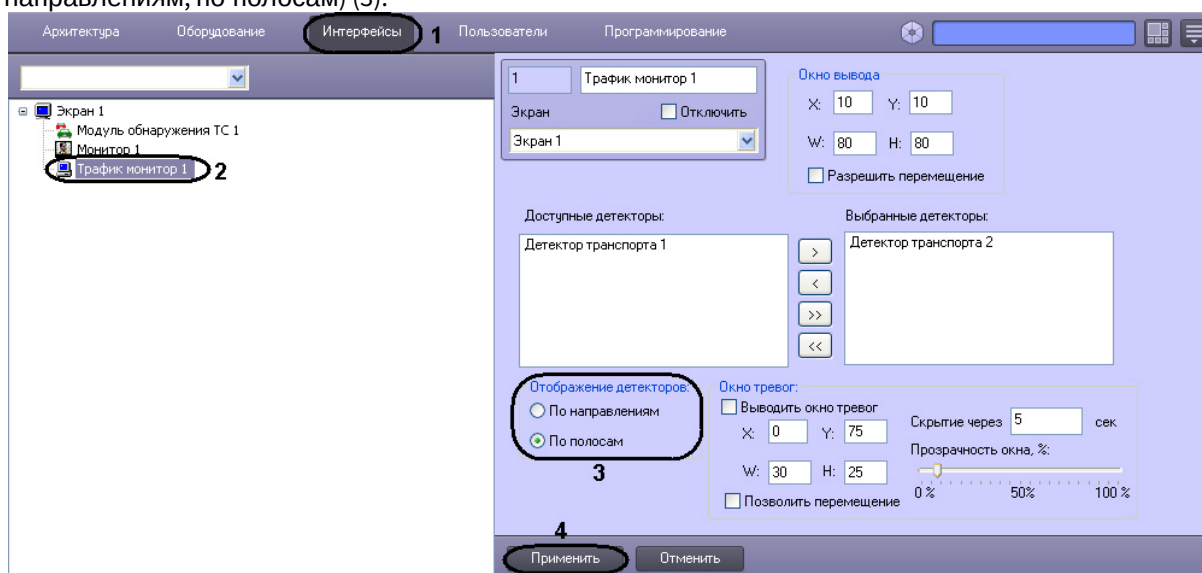 направлениям, по полосам) (3).
Архитектура Оборудование Интерфейсы 1 Пользователи Программирование
Экран 1
Модуль обнаружения ТС 1
Монитор 1
Трафик монитор 1 2
1 Трафик монитор 1
Экран Отключить
Экран 1
Окно вывода
X: 10 Y: 10
W: 80 H: 80
Разрешить перемещение
Доступные детекторы: Выбранные детекторы:
Детектор транспорта 1 > Детектор транспорта 2
<
>>
<<
Отображение детекторов:
По направлениям
По полосам
3
Окно тревог:
Выводить окно тревог
X: 0 Y: 75
W: 30 H: 25
Позволить перемещение
Скрытие через 5 сек
Прозрачность окна, %:
0 % 50% 100 %
4
Применить Отменить